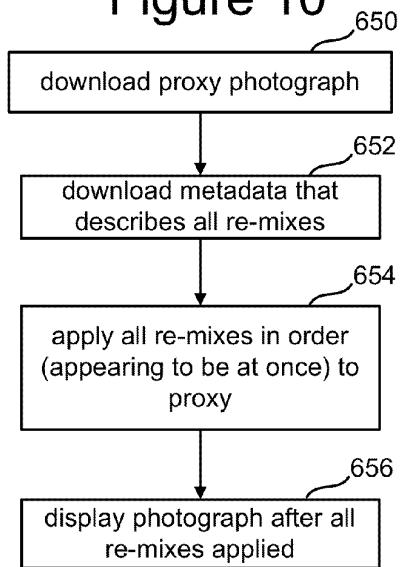 Figure 10
650
download proxy photograph
652
download metadata that
describes all re-mixes
654
apply all re-mixes in order
(appearing to be at once) to
proxy
656
display photograph after all
re-mixes applied